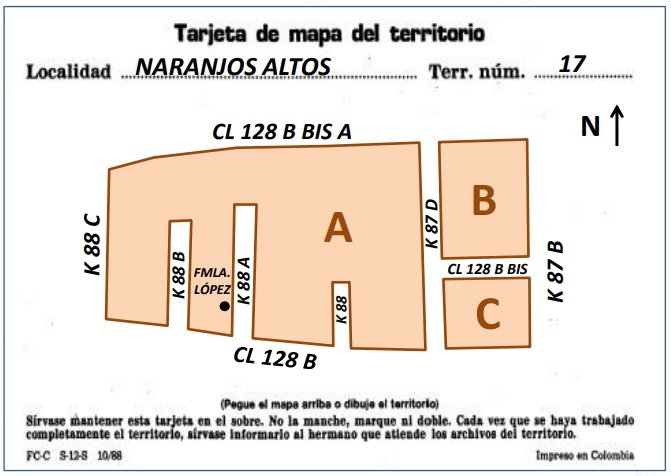 Tarjeta de mapa del territorio
Localidad NARANJOS ALTOS Terr. núm. 17
N
CL 128 B BIS A
K 88 C
K 88 B
FMLA.
LÓPEZ
K 88 A
A
K 88
K 87 D
B
CL 128 B BIS
C
K 87 B
CL 128 B
(Pegue el mapa arriba o dibuje el territorio)
Sírvase mantener esta tarjeta en el sobre. No la manche, marque ni doble. Cada vez que se haya trabajado
completamente el territorio, sírvase informarlo al hermano que atiende los archivos del territorio.
FC-C S-12-S 10/88 Impreso en Colombia